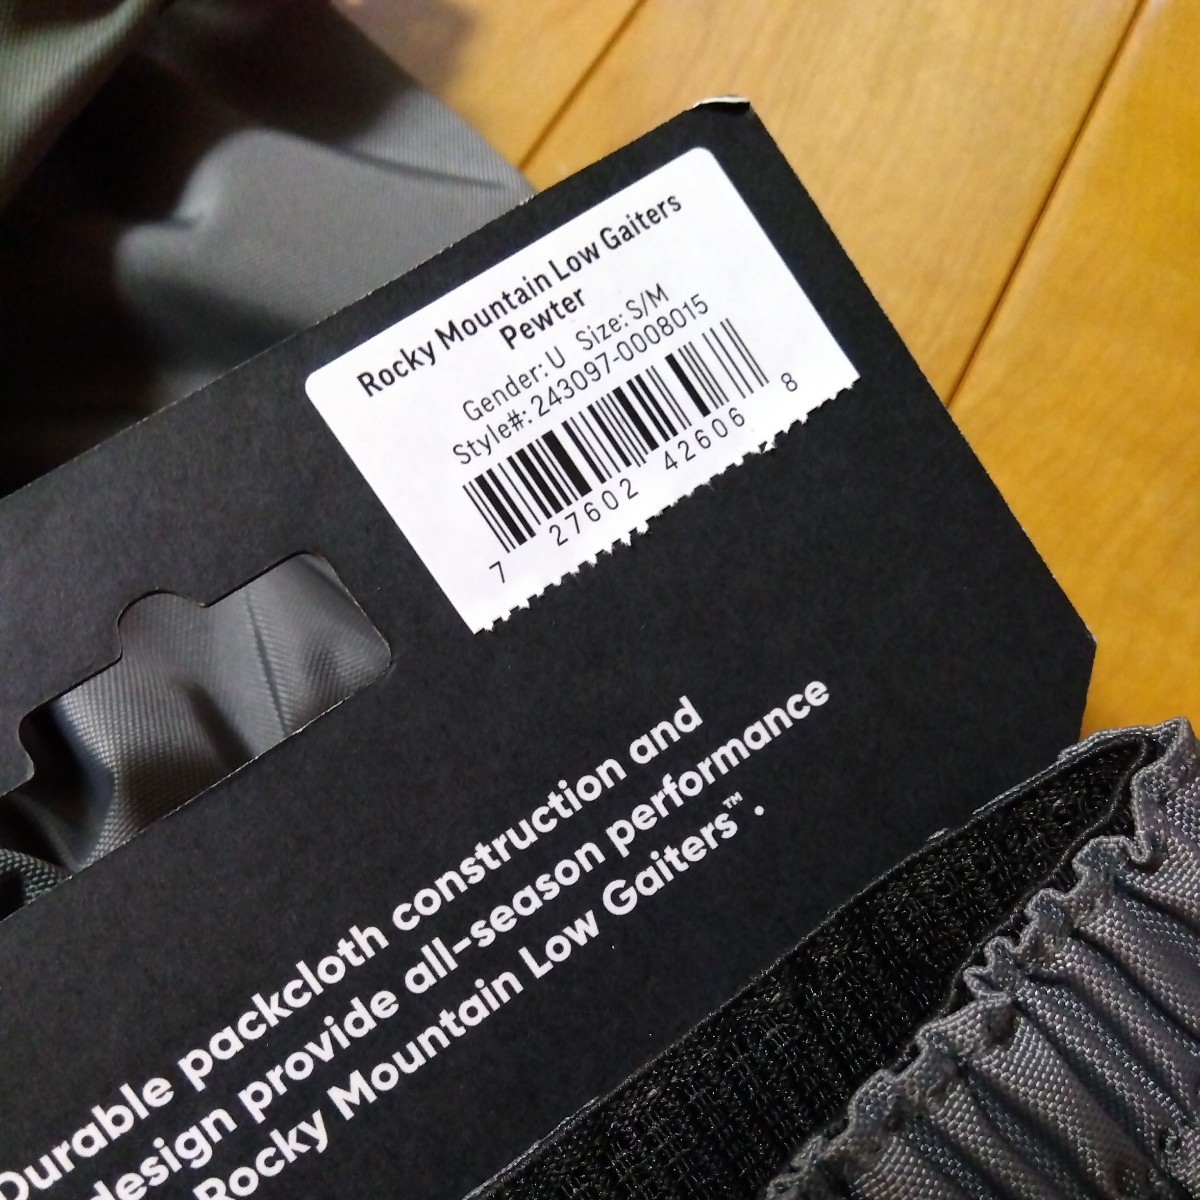 Rocky Mountain Low Gaiters
Pewter
Gender: U Size: S/M
Style#: 243097-0008015
7 27602 42606 8
Durable packcloth construction and
design provide all-season performance
Rocky Mountain Low Gaiters™.